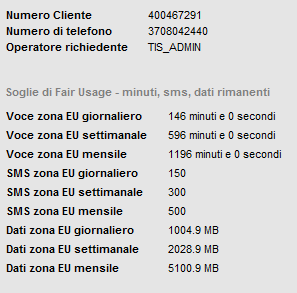 Numero Cliente 400467291
Numero di telefono 3708042440
Operatore richiedente TIS_ADMIN
Soglie di Fair Usage - minuti, sms, dati rimanenti
Voce zona EU giornaliero 146 minuti e 0 secondi
Voce zona EU settimanale 596 minuti e 0 secondi
Voce zona EU mensile 1196 minuti e 0 secondi
SMS zona EU giornaliero 150
SMS zona EU settimanale 300
SMS zona EU mensile 500
Dati zona EU giornaliero 1004.9 MB
Dati zona EU settimanale 2028.9 MB
Dati zona EU mensile 5100.9 MB